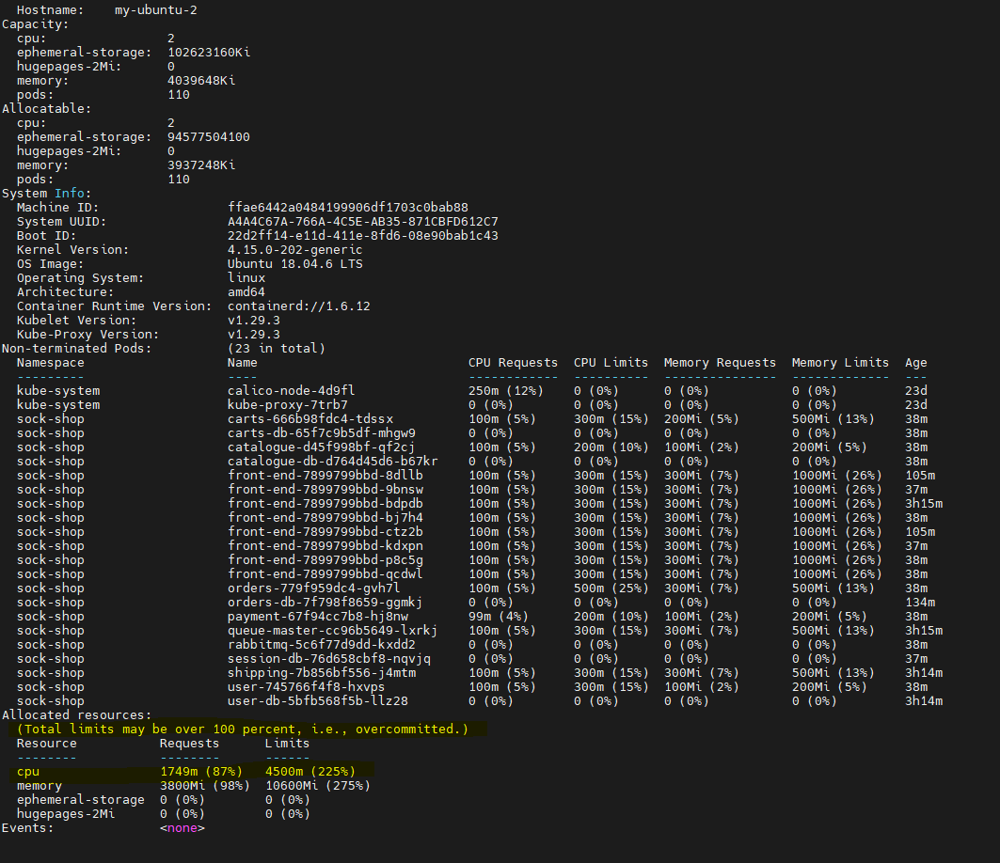 Hostname:    my-ubuntu-2
Capacity:
  cpu:                2
  ephemeral-storage:  102623160Ki
  hugepages-2Mi:      0
  memory:             4039648Ki
  pods:               110
Allocatable:
  cpu:                2
  ephemeral-storage:  94577504100
  hugepages-2Mi:      0
  memory:             3937248Ki
  pods:               110
System Info:
  Machine ID:                 ffae6442a0484199906df1703c0bab88
  System UUID:                A4A4C67A-766A-4C5E-AB35-871CBFD612C7
  Boot ID:                    22d2ff14-e11d-411e-8fd6-08e90bab1c43
  Kernel Version:             4.15.0-202-generic
  OS Image:                   Ubuntu 18.04.6 LTS
  Operating System:           linux
  Architecture:               amd64
  Container Runtime Version:  containerd://1.6.12
  Kubelet Version:            v1.29.3
  Kube-Proxy Version:         v1.29.3
Non-terminated Pods:          (23 in total)
  Namespace                   Name                            CPU Requests  CPU Limits  Memory Requests  Memory Limits  Age
  ---------                   ----                            ------------  ----------  ---------------  -------------  ---
  kube-system                 calico-node-4d9fl               250m (12%)    0 (0%)      0 (0%)           0 (0%)         23d
  kube-system                 kube-proxy-7trb7                0 (0%)        0 (0%)      0 (0%)           0 (0%)         23d
  sock-shop                   carts-666b98fdc4-tdssx          100m (5%)     300m (15%)  200Mi (5%)       500Mi (13%)    38m
  sock-shop                   carts-db-65f7c9b5df-mhgw9       0 (0%)        0 (0%)      0 (0%)           0 (0%)         38m
  sock-shop                   catalogue-d45f998bf-qf2cj       100m (5%)     200m (10%)  100Mi (2%)       200Mi (5%)     38m
  sock-shop                   catalogue-db-d764d45d6-b67kr    0 (0%)        0 (0%)      0 (0%)           0 (0%)         38m
  sock-shop                   front-end-7899799bbd-8dllb      100m (5%)     300m (15%)  300Mi (7%)       1000Mi (26%)   105m
  sock-shop                   front-end-7899799bbd-9bnsw      100m (5%)     300m (15%)  300Mi (7%)       1000Mi (26%)   37m
  sock-shop                   front-end-7899799bbd-bdpdb      100m (5%)     300m (15%)  300Mi (7%)       1000Mi (26%)   3h15m
  sock-shop                   front-end-7899799bbd-bj7h4      100m (5%)     300m (15%)  300Mi (7%)       1000Mi (26%)   38m
  sock-shop                   front-end-7899799bbd-ctz2b      100m (5%)     300m (15%)  300Mi (7%)       1000Mi (26%)   105m
  sock-shop                   front-end-7899799bbd-kdxpn      100m (5%)     300m (15%)  300Mi (7%)       1000Mi (26%)   37m
  sock-shop                   front-end-7899799bbd-p8c5g      100m (5%)     300m (15%)  300Mi (7%)       1000Mi (26%)   38m
  sock-shop                   front-end-7899799bbd-qcdwl      100m (5%)     300m (15%)  300Mi (7%)       1000Mi (26%)   38m
  sock-shop                   orders-779f959dc4-gvh7l         100m (5%)     500m (25%)  300Mi (7%)       500Mi (13%)    38m
  sock-shop                   orders-db-7f798f8659-ggmkj      0 (0%)        0 (0%)      0 (0%)           0 (0%)         134m
  sock-shop                   payment-67f94cc7b8-hj8nw        99m (4%)      200m (10%)  100Mi (2%)       200Mi (5%)     38m
  sock-shop                   queue-master-cc96b5649-lxrkj    100m (5%)     300m (15%)  300Mi (7%)       500Mi (13%)    3h15m
  sock-shop                   rabbitmq-5c6f77d9dd-kxdd2       0 (0%)        0 (0%)      0 (0%)           0 (0%)         38m
  sock-shop                   session-db-76d658cbf8-nqvjq     0 (0%)        0 (0%)      0 (0%)           0 (0%)         37m
  sock-shop                   shipping-7b856bf556-j4mtm       100m (5%)     300m (15%)  300Mi (7%)       500Mi (13%)    3h14m
  sock-shop                   user-745766f4f8-hxvps           100m (5%)     300m (15%)  100Mi (2%)       200Mi (5%)     38m
  sock-shop                   user-db-5bfb568f5b-llz28        0 (0%)        0 (0%)      0 (0%)           0 (0%)         3h14m
Allocated resources:
  (Total limits may be over 100 percent, i.e., overcommitted.)
  Resource           Requests      Limits
  --------           --------      ------
  cpu                1749m (87%)   4500m (225%)
  memory             3800Mi (98%)  10600Mi (275%)
  ephemeral-storage  0 (0%)        0 (0%)
  hugepages-2Mi      0 (0%)        0 (0%)
Events:              <none>